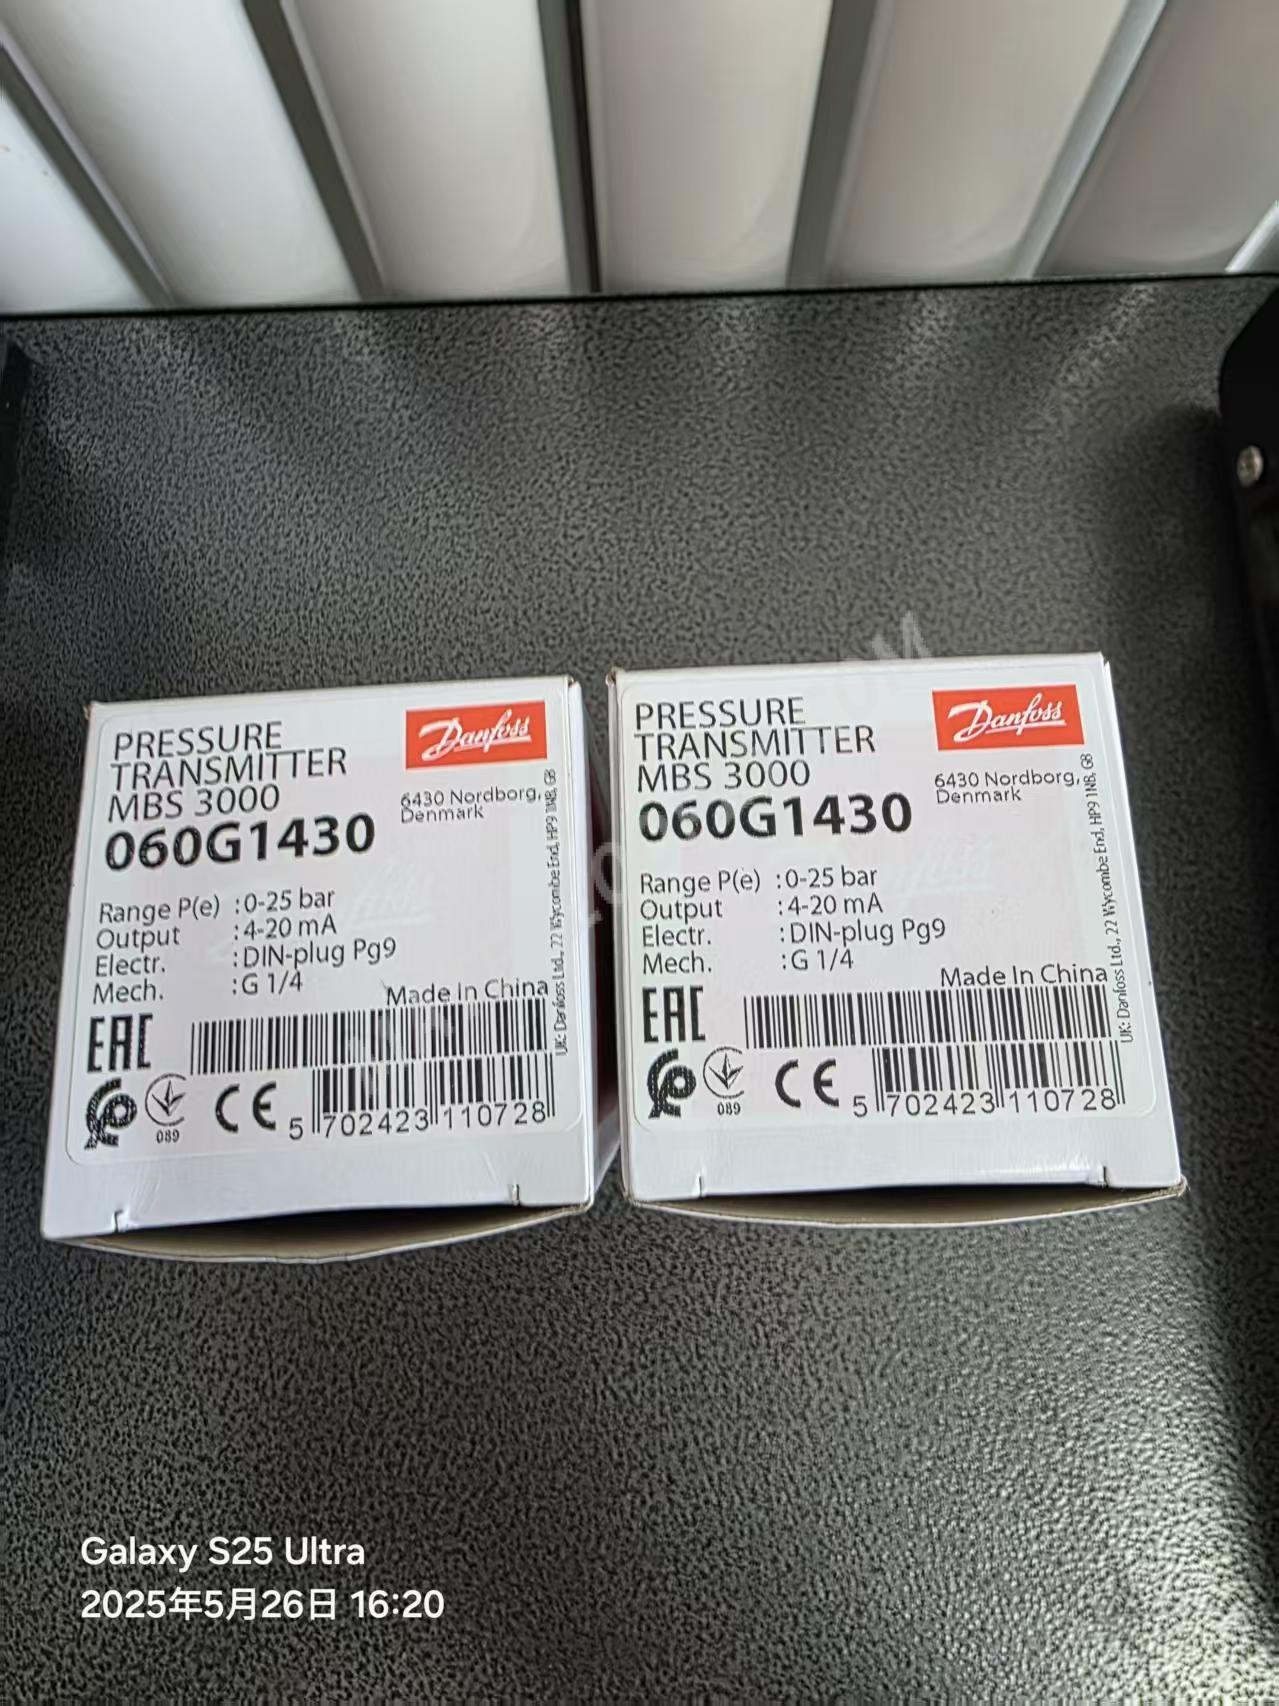 PRESSURE
TRANSMITTER
MBS 3000
060G1430
Danfoss
6430 Nordborg,
Denmark
Range P(e) :0-25 bar
Output :4-20 mA
Electr. :DIN-plug Pg9
Mech. :G 1/4
Made In China
EAC
089
CE
5 702423 110728
UK: Danfoss Ltd., 22 Wycombe End, HP9 1NB, GB
PRESSURE
TRANSMITTER
MBS 3000
060G1430
Danfoss
6430 Nordborg,
Denmark
Range P(e) :0-25 bar
Output :4-20 mA
Electr. :DIN-plug Pg9
Mech. :G 1/4
Made In China
EAC
089
CE
5 702423 110728
UK: Danfoss Ltd., 22 Wycombe End, HP9 1NB, GB
Galaxy S25 Ultra
2025年5月26日 16:20